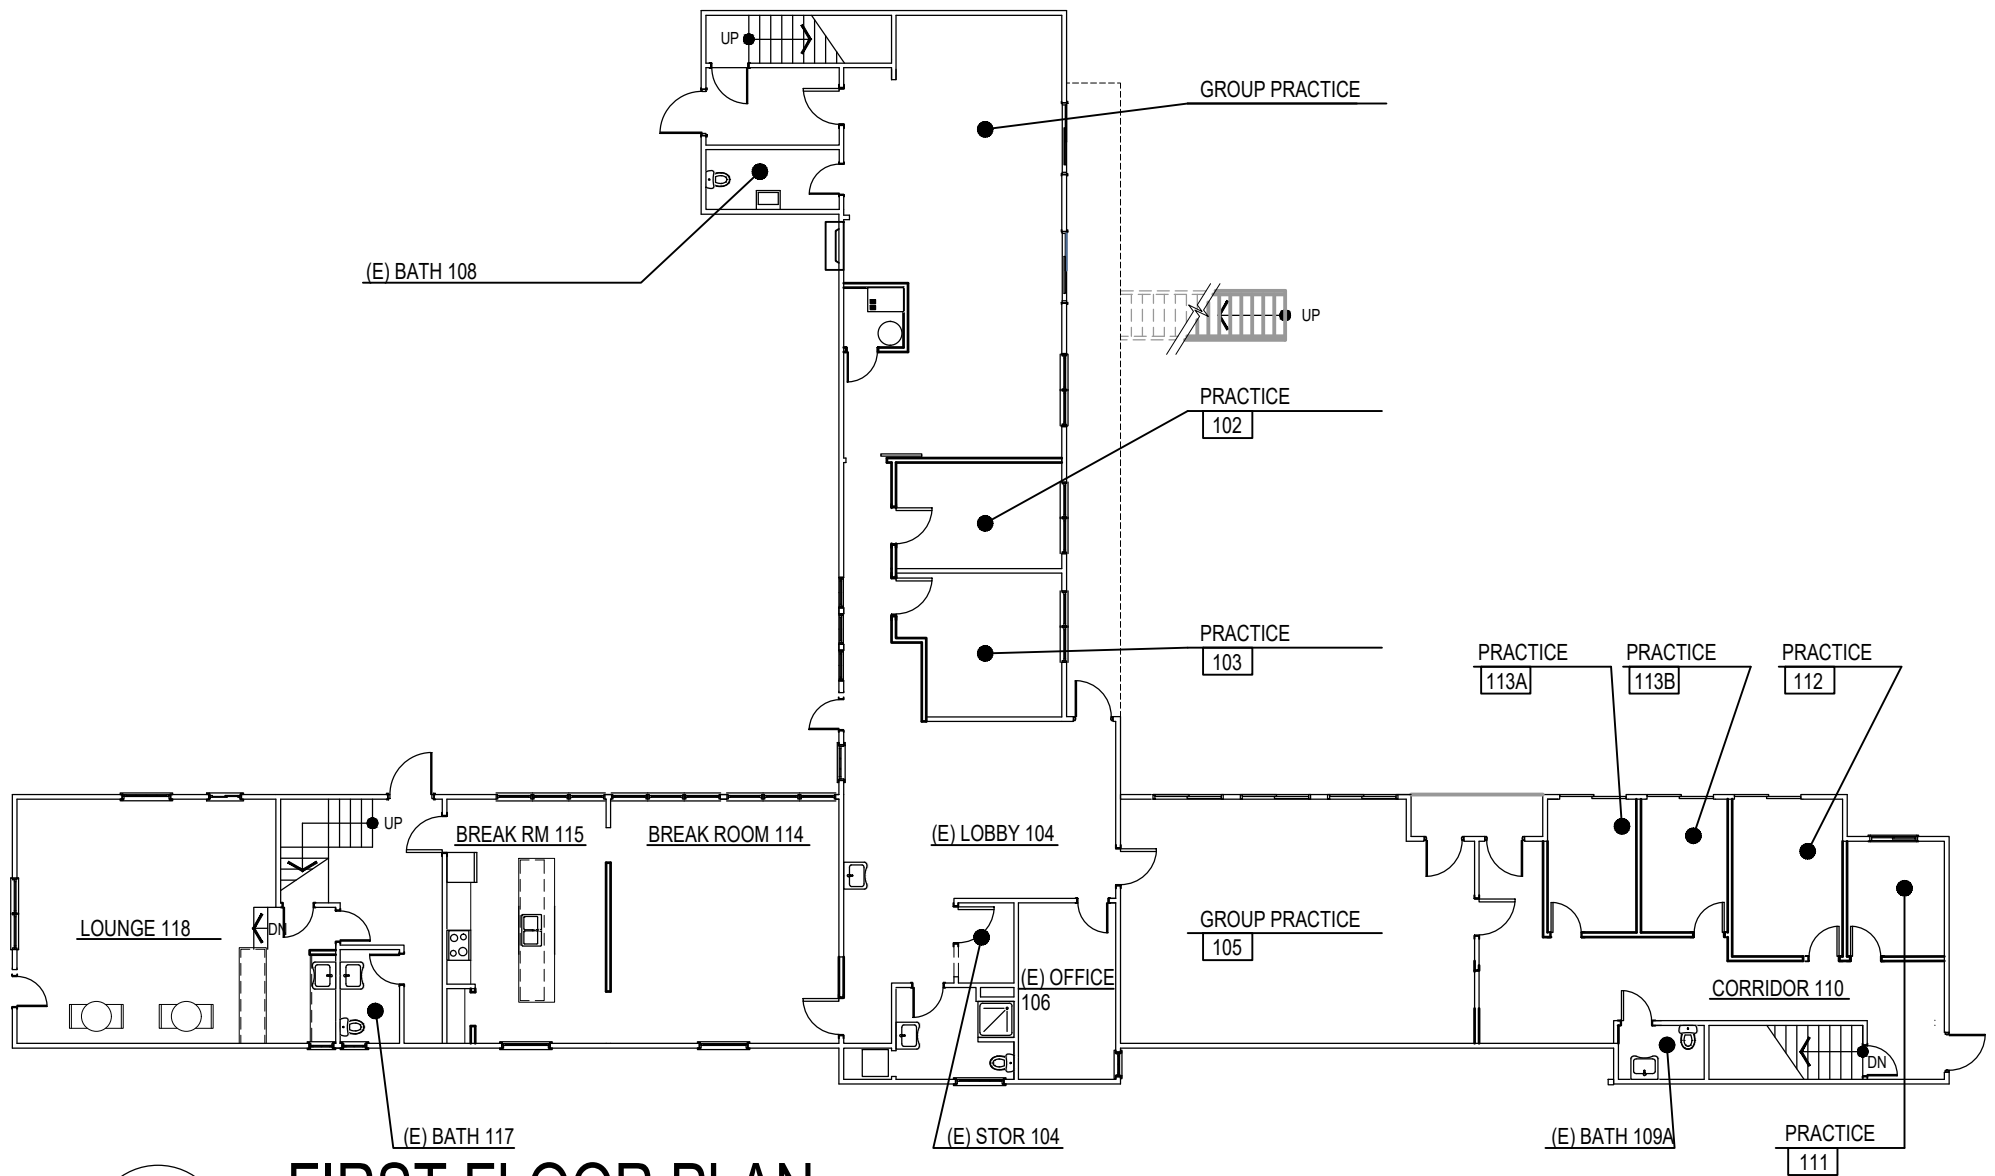 UP
GROUP PRACTICE
(E) BATH 108
UP
PRACTICE
102
PRACTICE
103
PRACTICE
113A
PRACTICE
113B
PRACTICE
112
UP
BREAK RM 115
BREAK ROOM 114
(E) LOBBY 104
LOUNGE 118
DN
GROUP PRACTICE
105
(E) OFFICE
106
CORRIDOR 110
DN
(E) BATH 117
(E) STOR 104
(E) BATH 109A
PRACTICE
111
FIRST FLOOR PLAN